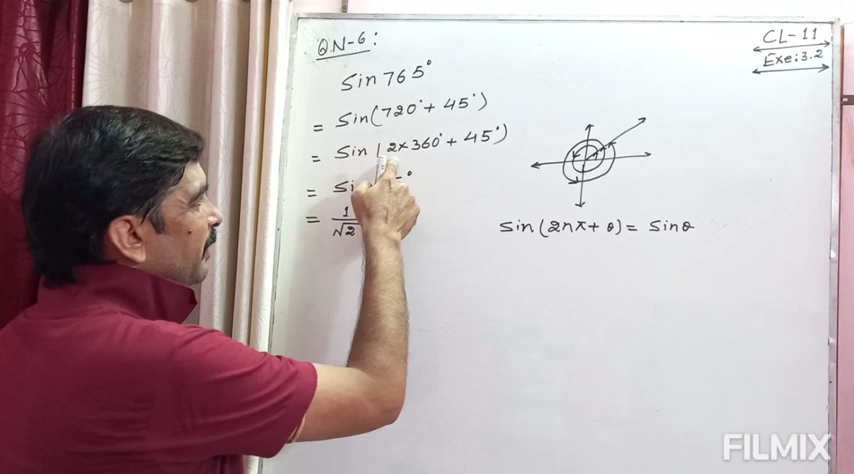 QN-6:
CL-11
Exe:3.2
Sin 765°
= Sin(720° + 45°)
= Sin(2×360° + 45°)
= °
= 1/√2
Sin(2nπ + θ) = Sinθ
FILMIX